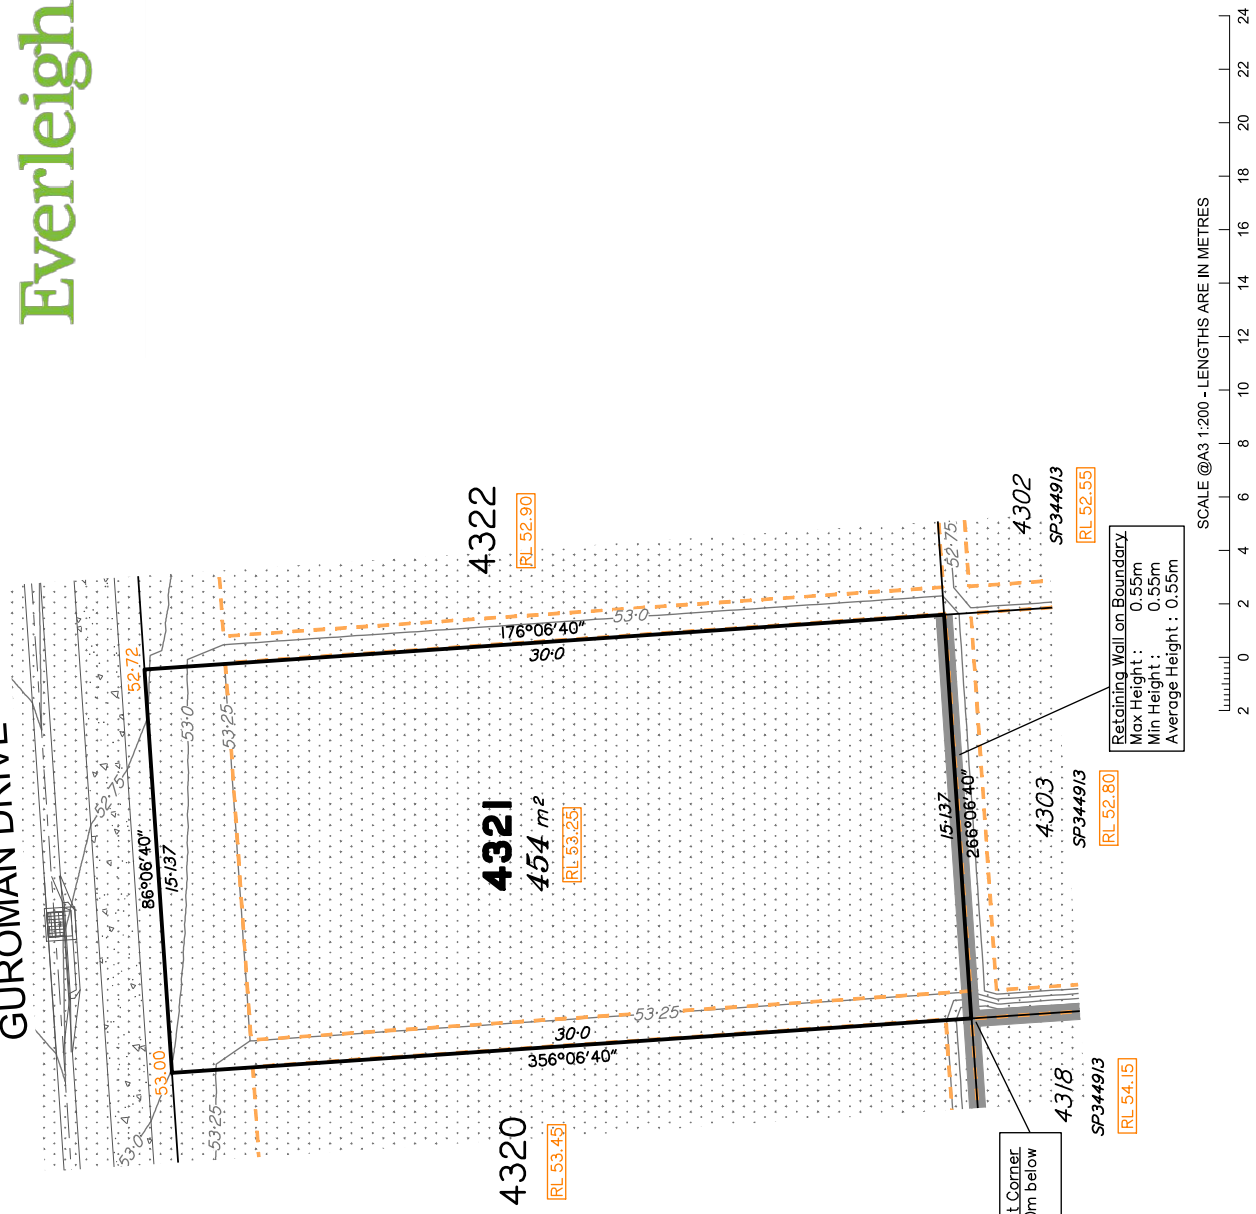 Everleigh
GUROMAN DRIVE
52·72
53.00
86°06'40"
15·137
52·75
53·0
53·0
53·25
53·25
4322
RL 52.90
176°06'40"
30·0
53·0
4321
454 m²
RL 53.25
30·0
356°06'40"
53·25
4320
RL 53.45
15·137
266°06'40"
52·75
4302
SP344913
RL 52.55
4303
SP344913
RL 52.80
4318
SP344913
RL 54.15
Retaining Wall on Boundary
Max Height : 0.55m
Min Height : 0.55m
Average Height : 0.55m
Corner
below
SCALE @A3 1:200 - LENGTHS ARE IN METRES
2 0 2 4 6 8 10 12 14 16 18 20 22 24